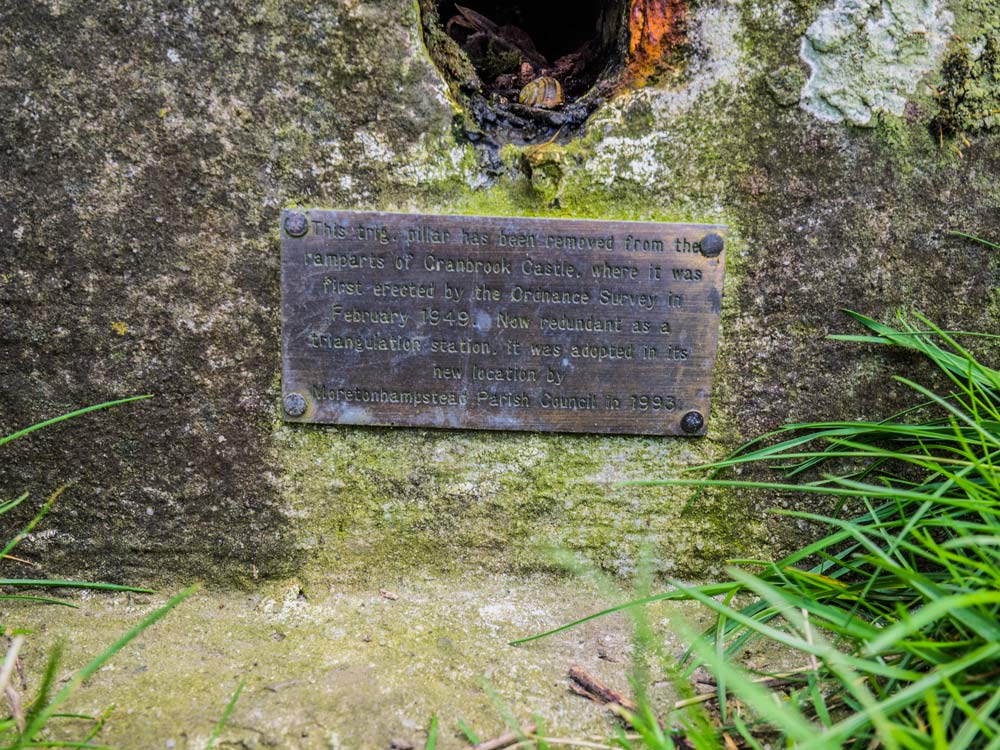 This trig. pillar has been removed from the
ramparts of Cranbrook Castle, where it was
first erected by the Ordnance Survey in
February 1949. Now redundant as a
triangulation station, it was adopted in its
new location by
Moretonhampstead Parish Council in 1993.